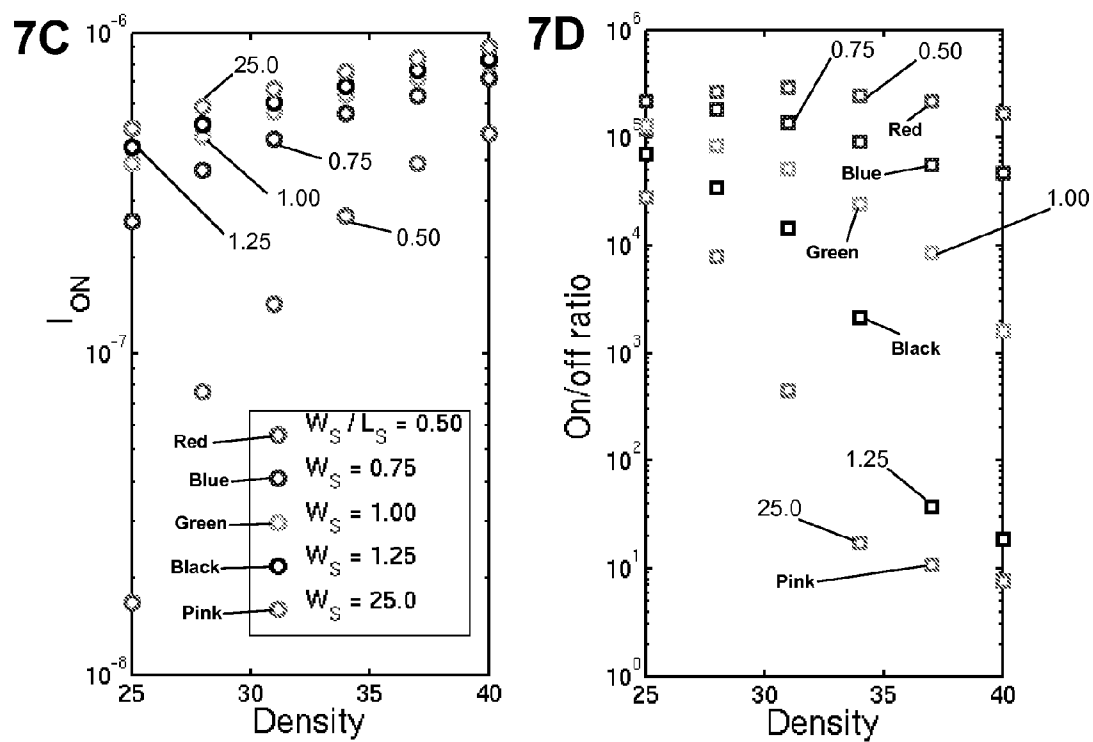 7C
10^-6
10^-7
10^-8
I_ON
25.0
0.75
1.00
1.25
0.50
Red
W_S / L_S = 0.50
Blue
W_S = 0.75
Green
W_S = 1.00
Black
W_S = 1.25
Pink
W_S = 25.0
25
30
35
40
Density
7D
10^6
10^5
10^4
10^3
10^2
10^1
10^0
On/off ratio
0.75
0.50
Red
Blue
1.00
Green
Black
1.25
25.0
Pink
25
30
35
40
Density